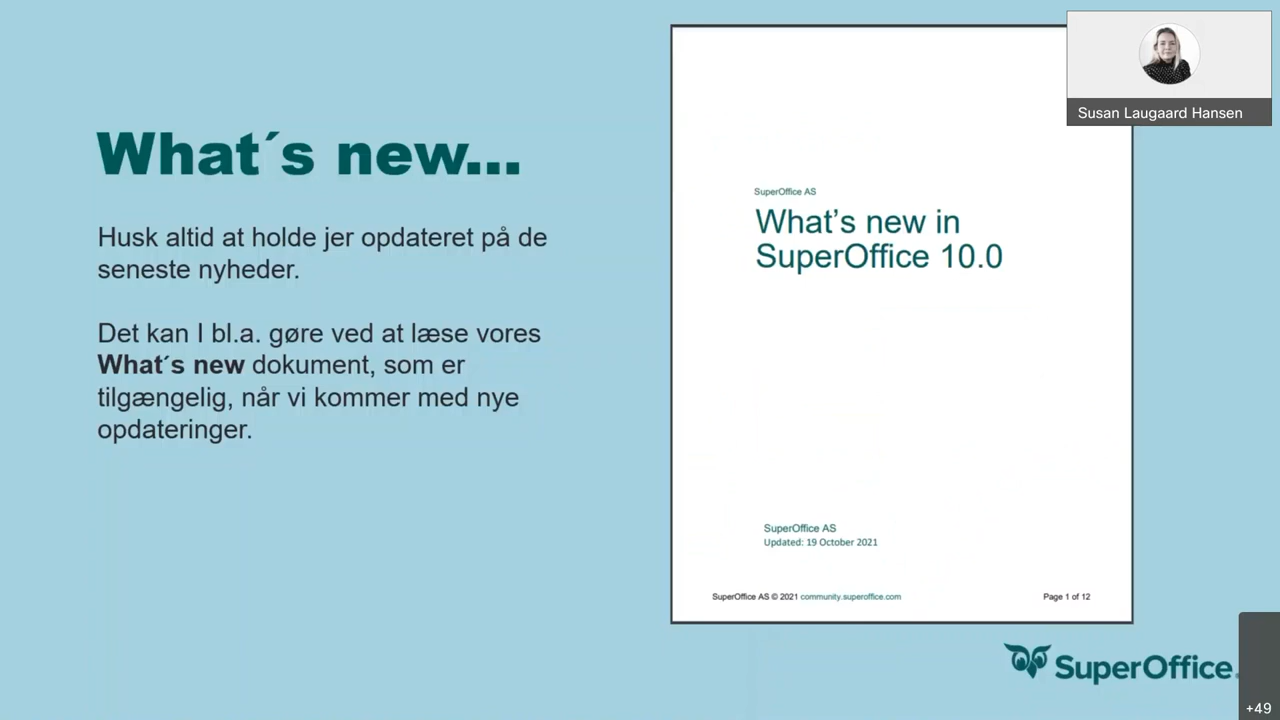 What´s new...
Husk altid at holde jer opdateret på de
seneste nyheder.
Det kan I bl.a. gøre ved at læse vores
What´s new dokument, som er
tilgængelig, når vi kommer med nye
opdateringer.
SuperOffice AS
What’s new in
SuperOffice 10.0
SuperOffice AS
Updated: 19 October 2021
SuperOffice AS © 2021 community.superoffice.com
Page 1 of 12
Susan Laugaard Hansen
SuperOffice.
+49